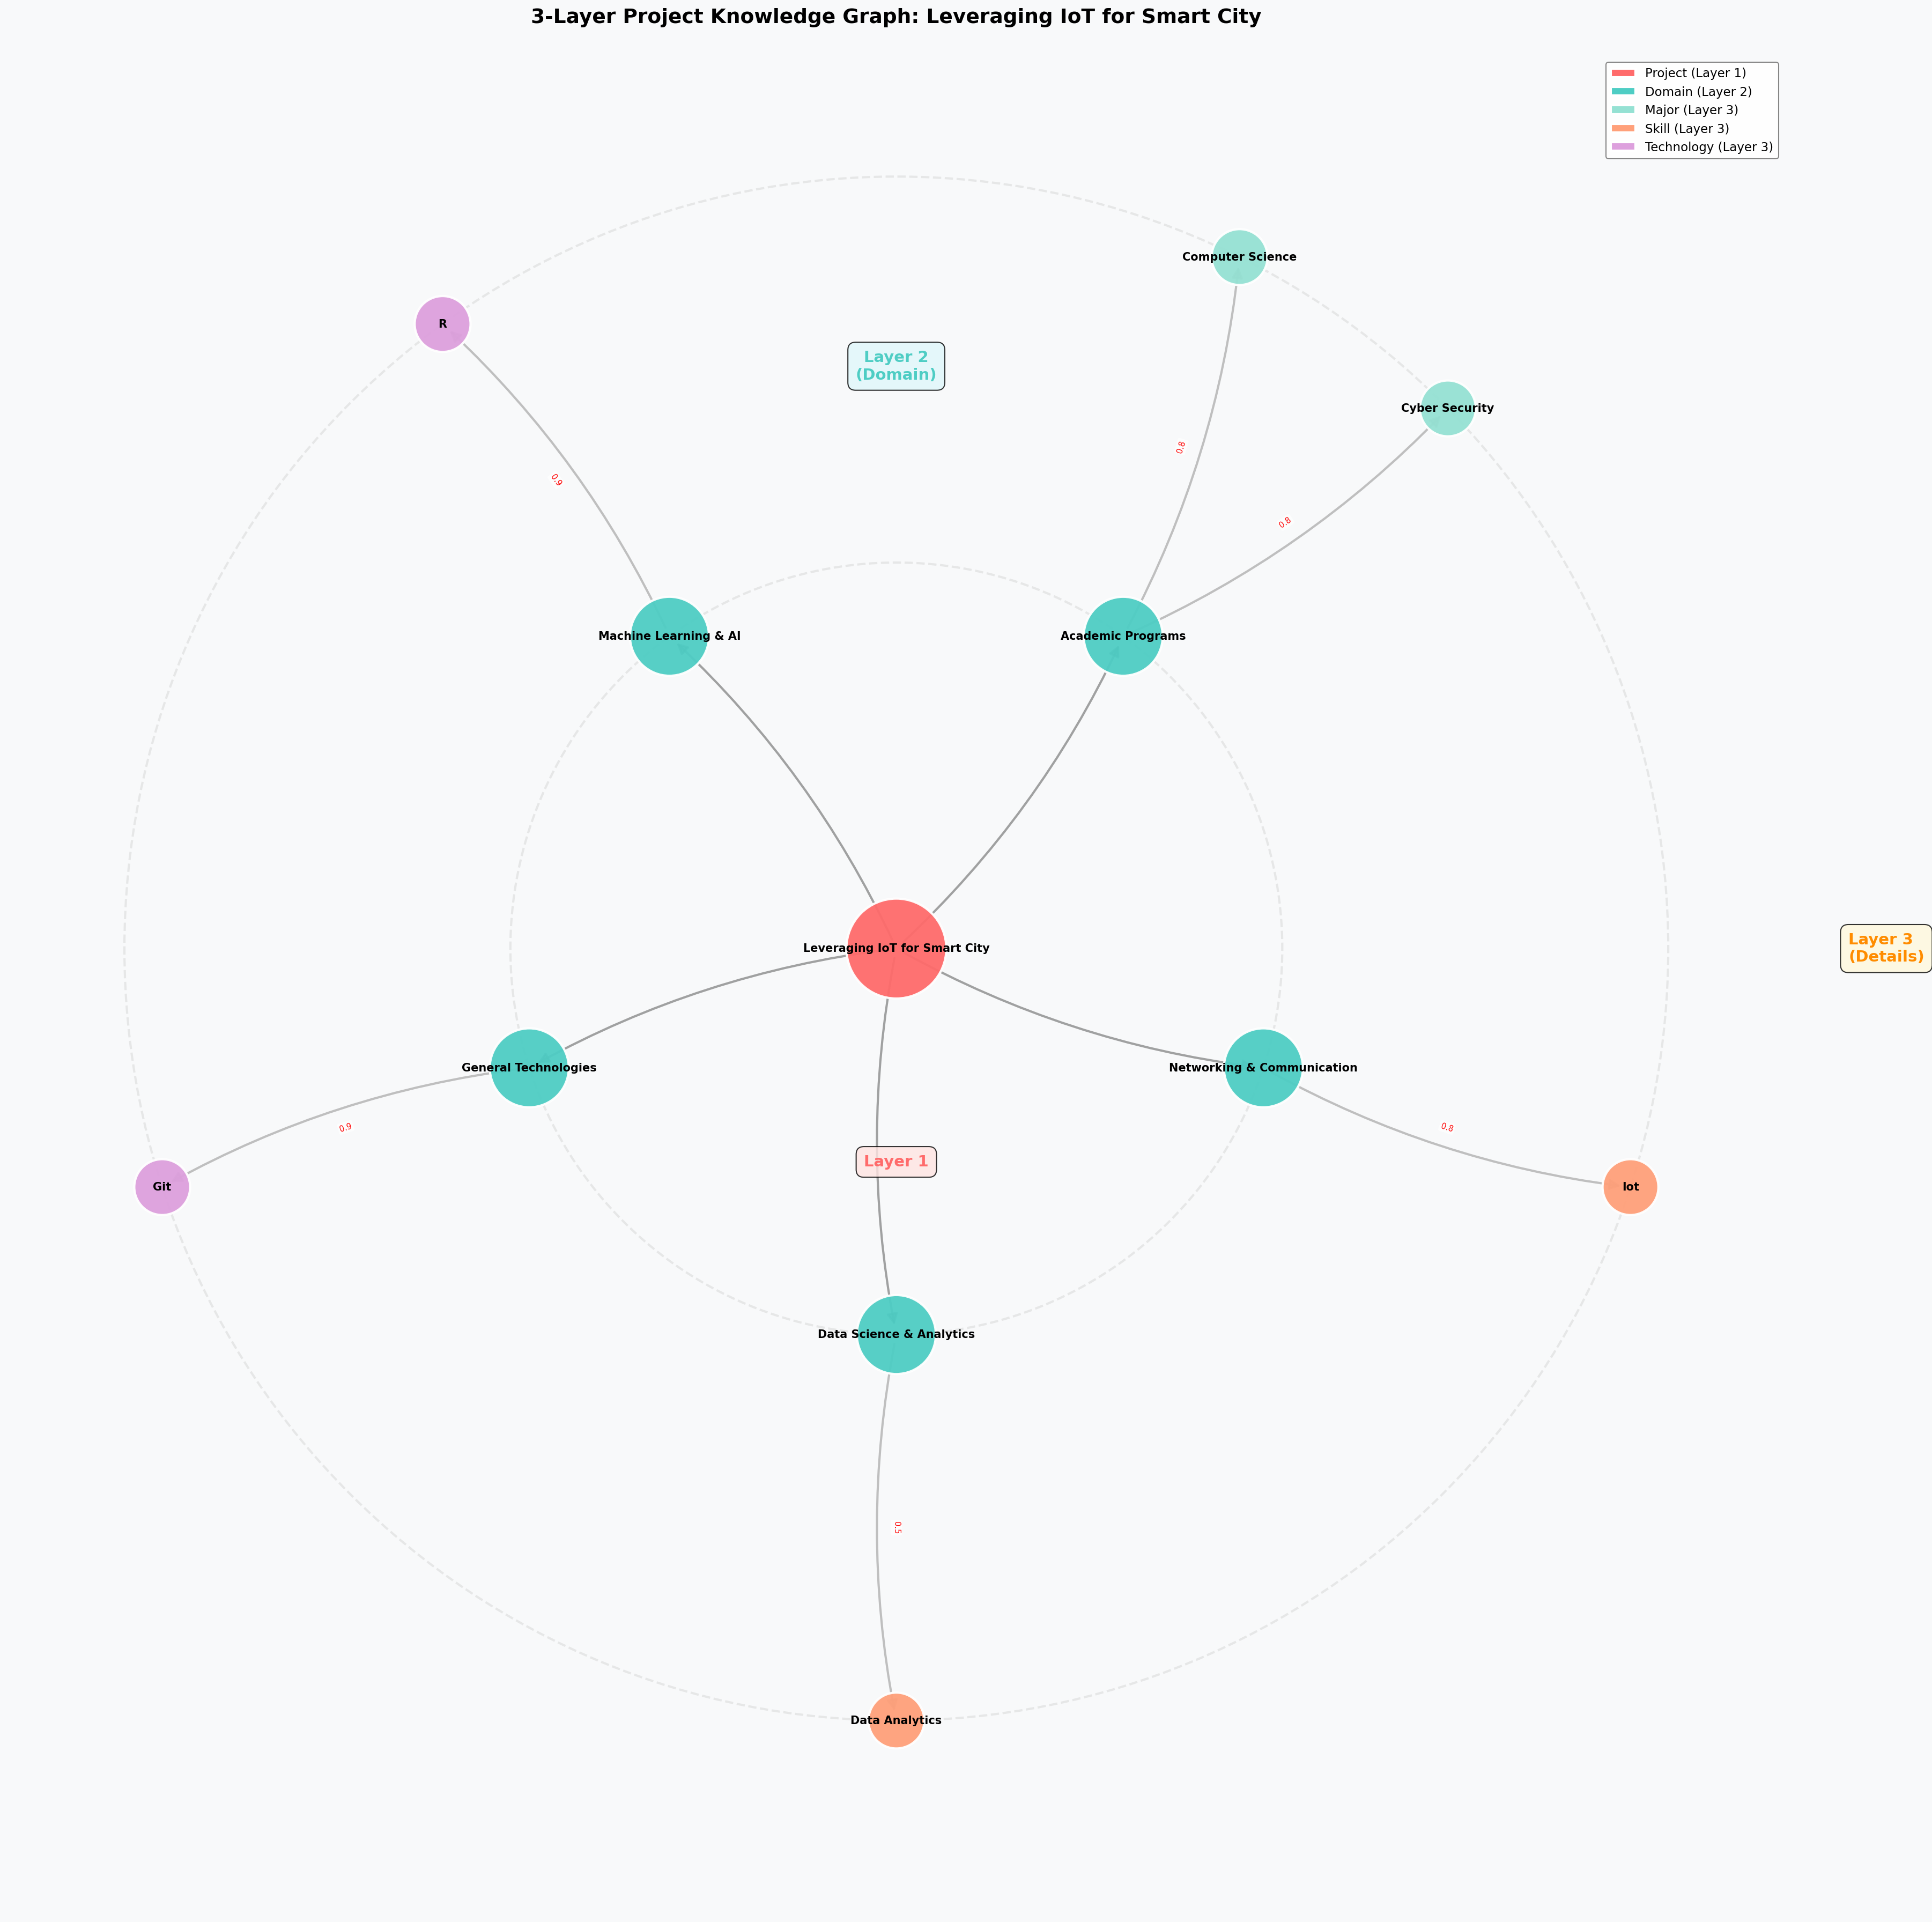 3-Layer Project Knowledge Graph: Leveraging IoT for Smart City
Project (Layer 1)
Domain (Layer 2)
Major (Layer 3)
Skill (Layer 3)
Technology (Layer 3)
Computer Science
R
Layer 2
(Domain)
Cyber Security
0.8
0.9
0.8
Machine Learning & AI
Academic Programs
Leveraging IoT for Smart City
Layer 3
(Details)
General Technologies
Networking & Communication
0.9
0.8
Layer 1
Git
Iot
Data Science & Analytics
0.5
Data Analytics